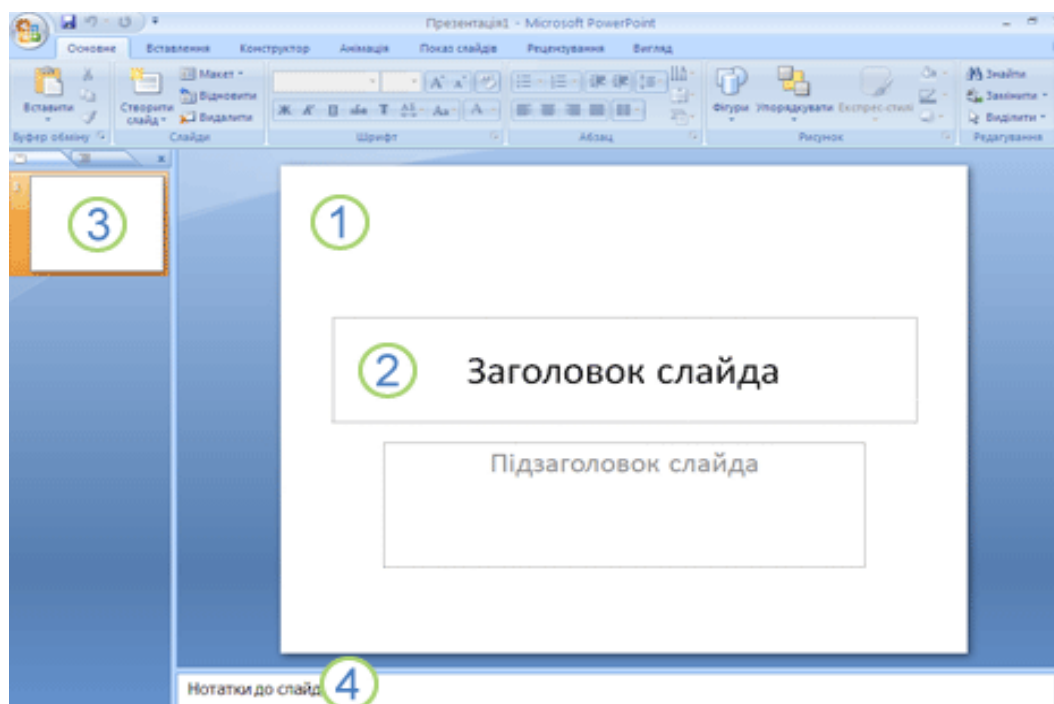 Презентація1 - Microsoft PowerPoint
Основне Вставлення Конструктор Анімація Показ слайдів Рецензування Вигляд
Вставити
Створити слайд
Макет
Відновити
Видалити
Фігури Упорядкувати Експрес-стилі
Знайти
Замінити
Виділити
Буфер обміну Слайди Шрифт Абзац Рисунок Редагування
3
1
2 Заголовок слайда
Підзаголовок слайда
Нотатки до слайд
4